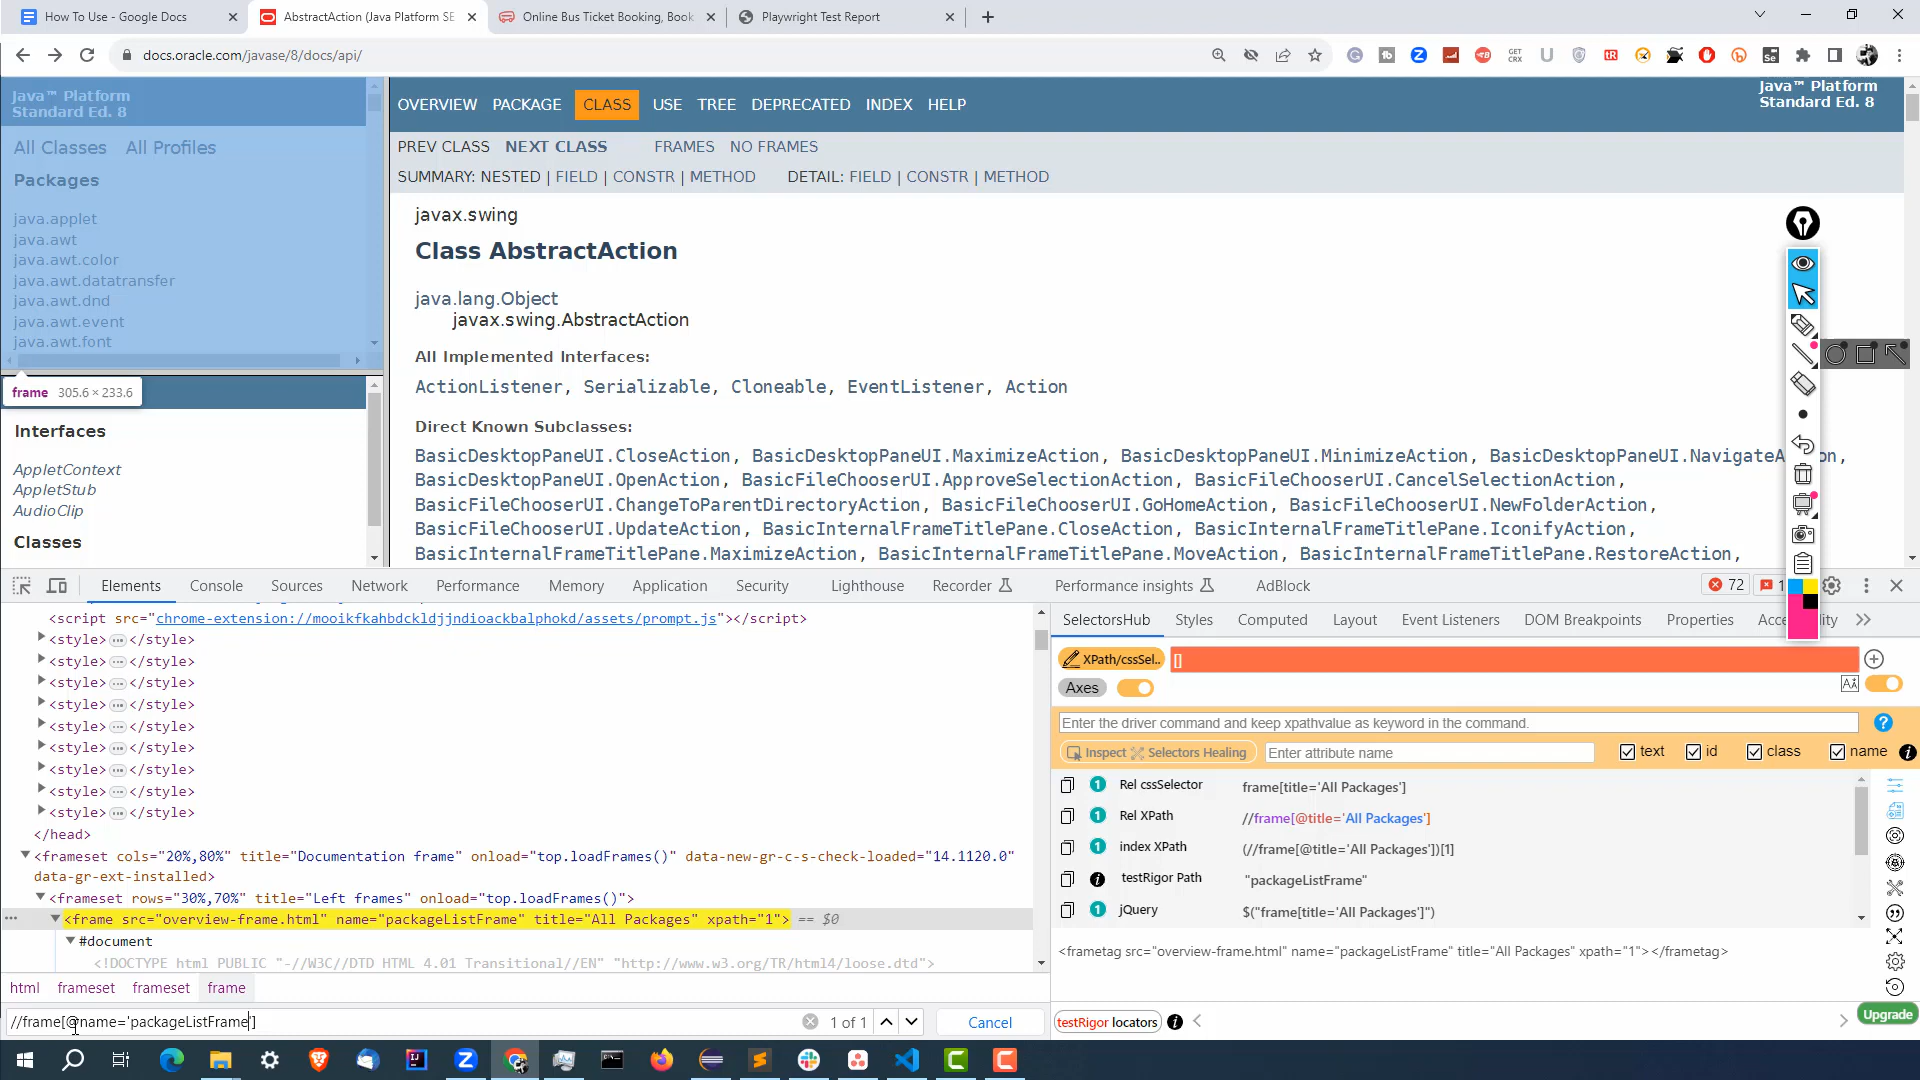 How To Use - Google Docs
AbstractAction (Java Platform SE
Online Bus Ticket Booking, Book
Playwright Test Report
docs.oracle.com/javase/8/docs/api/
Java™ Platform
Standard Ed. 8
All Classes All Profiles
Packages
java.applet
java.awt
java.awt.color
java.awt.datatransfer
java.awt.dnd
java.awt.event
java.awt.font
frame 305.6 × 233.6
Interfaces
AppletContext
AppletStub
AudioClip
Classes
OVERVIEW PACKAGE CLASS USE TREE DEPRECATED INDEX HELP
Java™ Platform
Standard Ed. 8
PREV CLASS NEXT CLASS FRAMES NO FRAMES
SUMMARY: NESTED | FIELD | CONSTR | METHOD DETAIL: FIELD | CONSTR | METHOD
javax.swing
Class AbstractAction
java.lang.Object
javax.swing.AbstractAction
All Implemented Interfaces:
ActionListener, Serializable, Cloneable, EventListener, Action
Direct Known Subclasses:
BasicDesktopPaneUI.CloseAction, BasicDesktopPaneUI.MaximizeAction, BasicDesktopPaneUI.MinimizeAction, BasicDesktopPaneUI.NavigateA on,
BasicDesktopPaneUI.OpenAction, BasicFileChooserUI.ApproveSelectionAction, BasicFileChooserUI.CancelSelectionAction,
BasicFileChooserUI.ChangeToParentDirectoryAction, BasicFileChooserUI.GoHomeAction, BasicFileChooserUI.NewFolderAction,
BasicFileChooserUI.UpdateAction, BasicInternalFrameTitlePane.CloseAction, BasicInternalFrameTitlePane.IconifyAction,
BasicInternalFrameTitlePane.MaximizeAction, BasicInternalFrameTitlePane.MoveAction, BasicInternalFrameTitlePane.RestoreAction,
Elements Console Sources Network Performance Memory Application Security Lighthouse Recorder Performance insights AdBlock 72 1
<script src="chrome-extension://mooikfkahbdckldjjndioackbalphokd/assets/prompt.js"></script>
<style> ··· </style>
<style> ··· </style>
<style> ··· </style>
<style> ··· </style>
<style> ··· </style>
<style> ··· </style>
<style> ··· </style>
<style> ··· </style>
<style> ··· </style>
</head>
<frameset cols="20%,80%" title="Documentation frame" onload="top.loadFrames()" data-new-gr-c-s-check-loaded="14.1120.0"
data-gr-ext-installed>
<frameset rows="30%,70%" title="Left frames" onload="top.loadFrames()">
<frame src="overview-frame.html" name="packageListFrame" title="All Packages" xpath="1"> == $0
#document
<!DOCTYPE html PUBLIC "-//W3C//DTD HTML 4.01 Transitional//EN" "http://www.w3.org/TR/html4/loose.dtd">
html frameset frameset frame
//frame[@name='packageListFrame'] 1 of 1 Cancel
SelectorsHub Styles Computed Layout Event Listeners DOM Breakpoints Properties
XPath/cssSel.. []
Axes
Enter the driver command and keep xpathvalue as keyword in the command.
Inspect Selectors Healing Enter attribute name text id class name
1 Rel cssSelector frame[title='All Packages']
1 Rel XPath //frame[@title='All Packages']
1 index XPath (//frame[@title='All Packages'])[1]
testRigor Path "packageListFrame"
1 jQuery $("frame[title='All Packages']")
<frametag src="overview-frame.html" name="packageListFrame" title="All Packages" xpath="1"></frametag>
testRigor locators
Upgrade